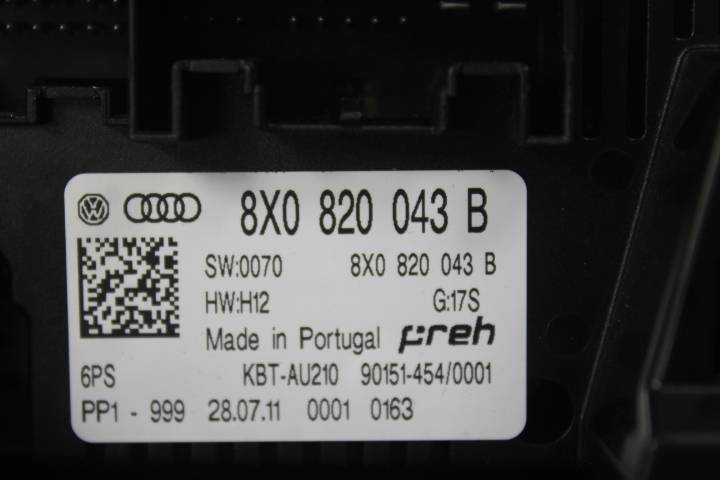 8X0 820 043 B
SW:0070 8X0 820 043 B
HW:H12 G:17S
Made in Portugal preh
6PS KBT-AU210 90151-454/0001
PP1 - 999 28.07.11 0001 0163